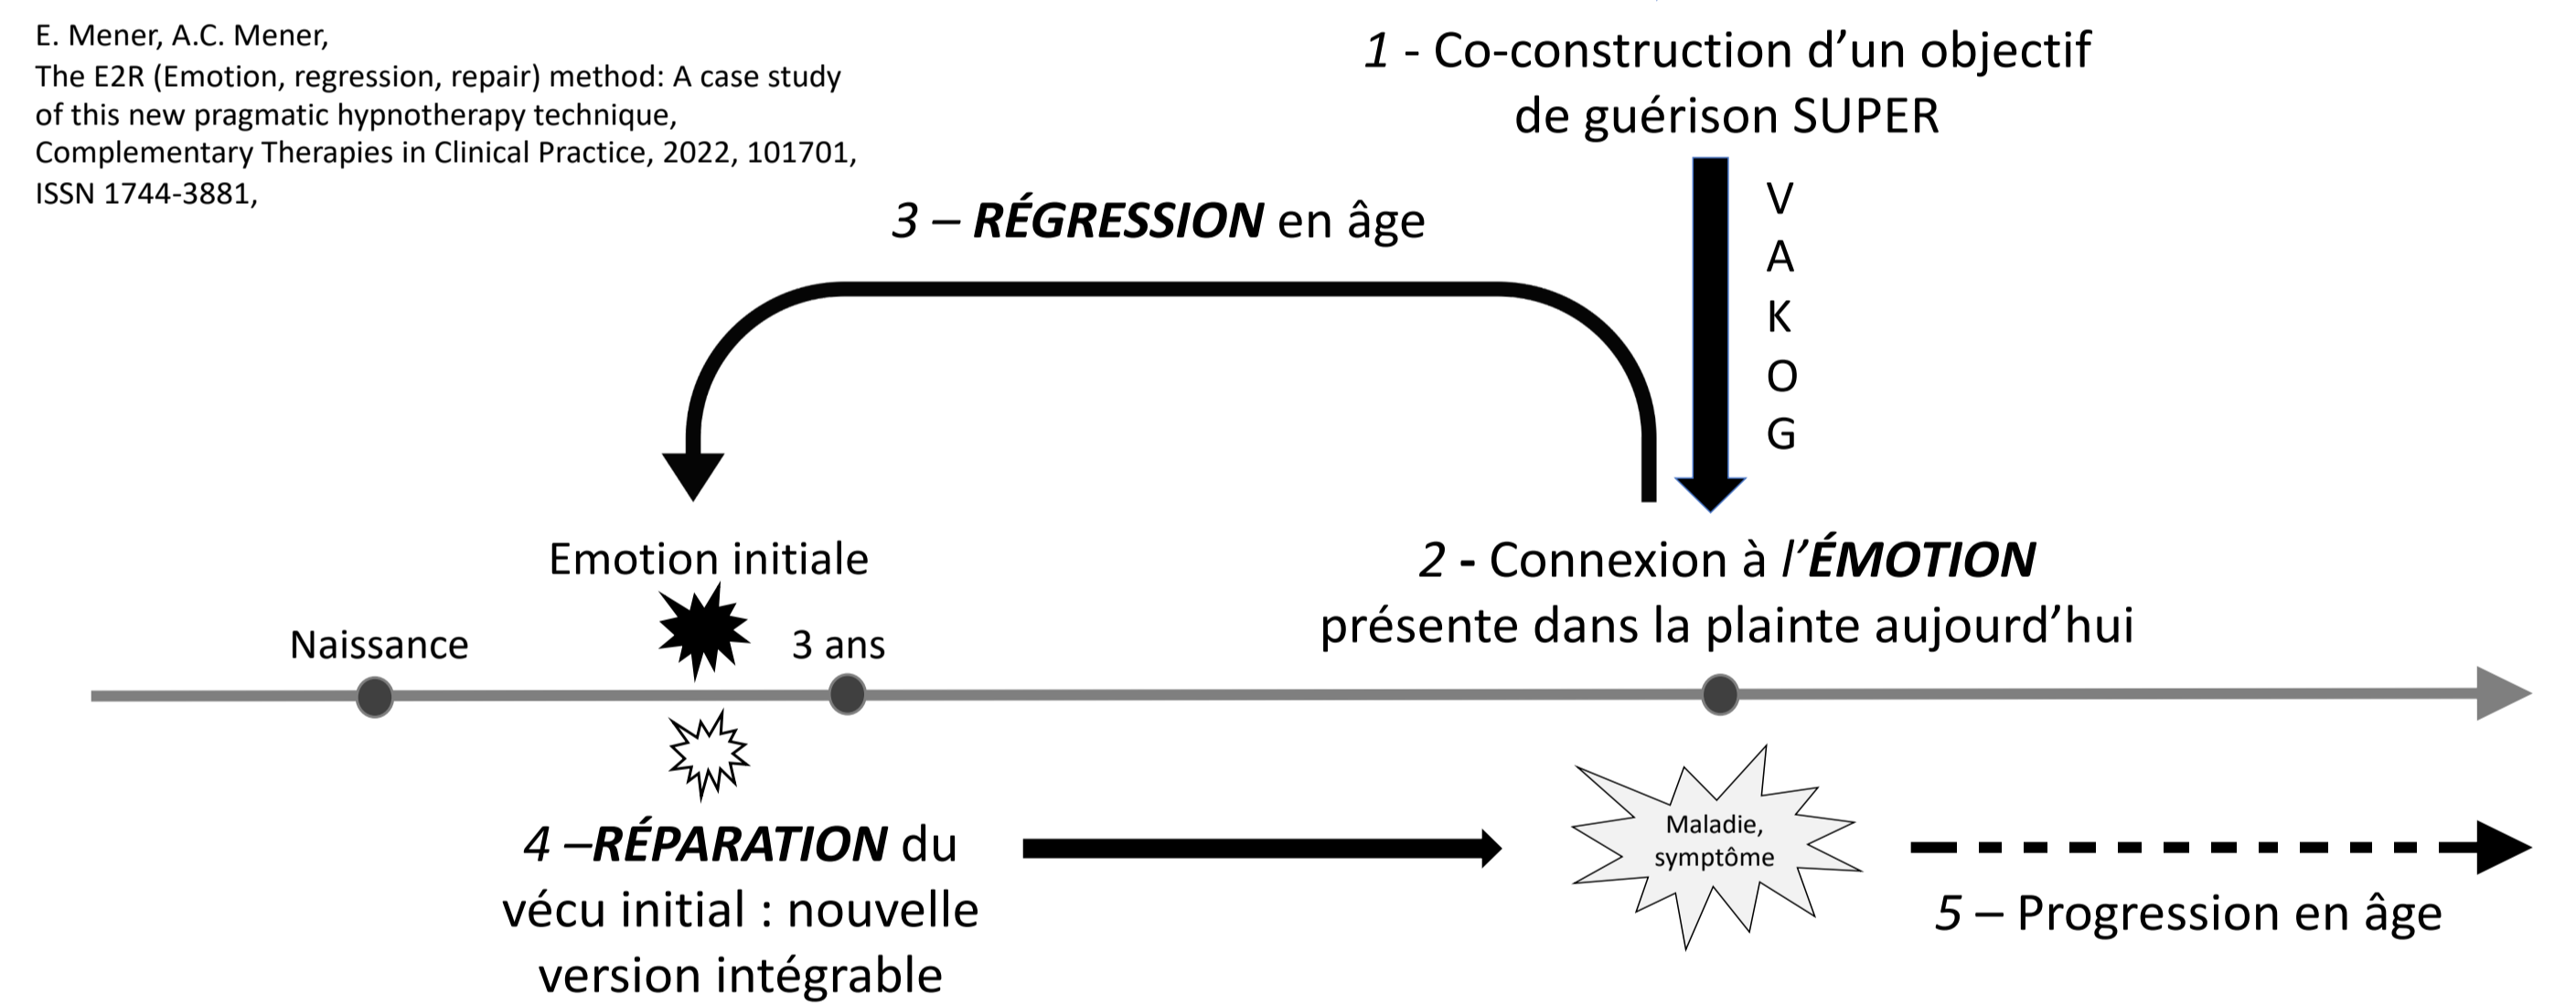 E. Mener, A.C. Mener,
The E2R (Emotion, regression, repair) method: A case study
of this new pragmatic hypnotherapy technique,
Complementary Therapies in Clinical Practice, 2022, 101701,
ISSN 1744-3881,
1 - Co-construction d’un objectif
de guérison SUPER
V
A
K
O
G
3 – RÉGRESSION en âge
Emotion initiale
2 - Connexion à l’ÉMOTION
présente dans la plainte aujourd’hui
Naissance
3 ans
4 –RÉPARATION du
vécu initial : nouvelle
version intégrable
Maladie,
symptôme
5 – Progression en âge